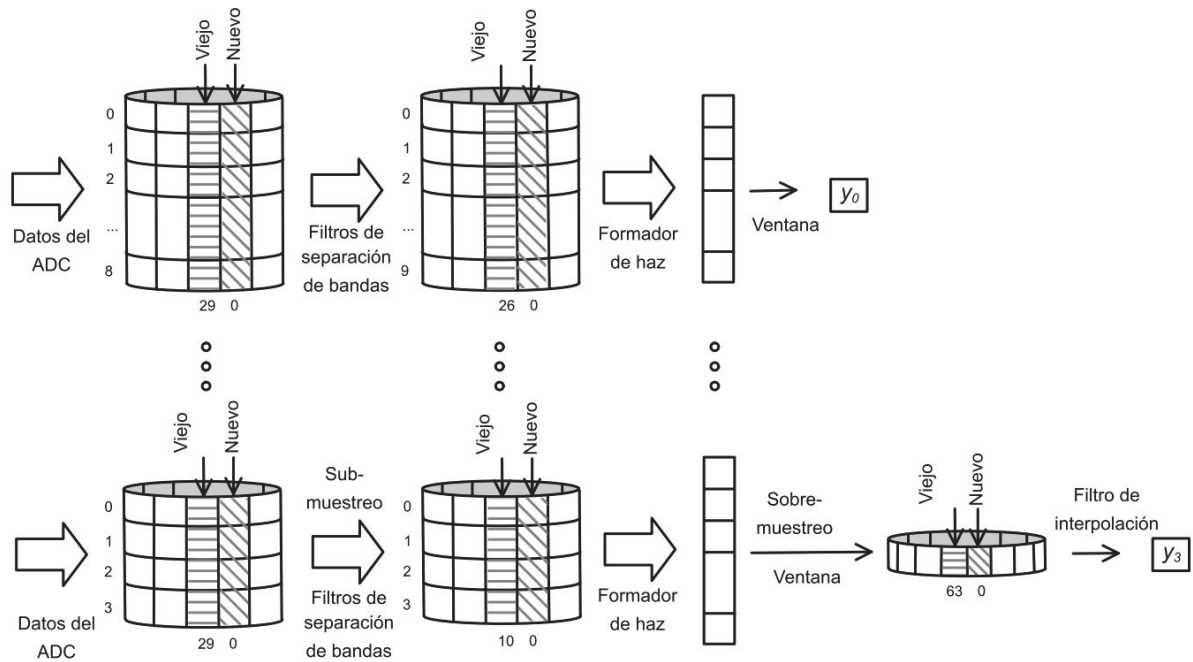 Viejo
Nuevo
Viejo
Nuevo
0
1
2
...
8
0
1
2
...
9
Datos del
ADC
Filtros de
separación
de bandas
Formador
de haz
Ventana
y₀
29 0
26 0
Viejo
Nuevo
Viejo
Nuevo
Sub-
muestreo
0
1
2
3
0
1
2
3
Datos del
ADC
Filtros de
separación
de bandas
Formador
de haz
Sobre-
muestreo
Ventana
Viejo
Nuevo
Filtro de
interpolación
y₃
63 0
29 0
10 0